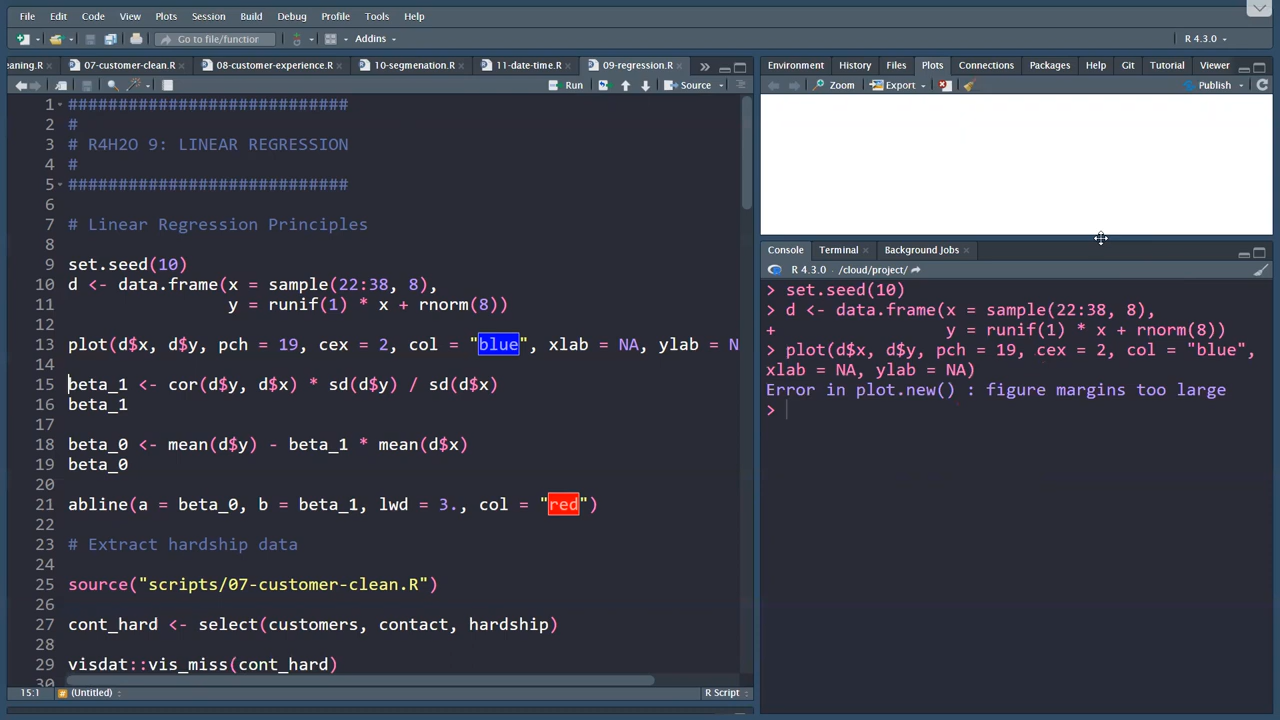 File Edit Code View Plots Session Build Debug Profile Tools Help
Go to file/functior Addins R 4.3.0
eaning.R 07-customer-clean.R 08-customer-experience.R 10-segmenation.R 11-date-time.R 09-regression.R
Run Source
1 ############################
2 #
3 # R4H2O 9: LINEAR REGRESSION
4 #
5 ############################
6
7 # Linear Regression Principles
8
9 set.seed(10)
10 d <- data.frame(x = sample(22:38, 8),
11 y = runif(1) * x + rnorm(8))
12
13 plot(d$x, d$y, pch = 19, cex = 2, col = "blue", xlab = NA, ylab = N
14
15 beta_1 <- cor(d$y, d$x) * sd(d$y) / sd(d$x)
16 beta_1
17
18 beta_0 <- mean(d$y) - beta_1 * mean(d$x)
19 beta_0
20
21 abline(a = beta_0, b = beta_1, lwd = 3., col = "red")
22
23 # Extract hardship data
24
25 source("scripts/07-customer-clean.R")
26
27 cont_hard <- select(customers, contact, hardship)
28
29 visdat::vis_miss(cont_hard)
30
15:1 # (Untitled) R Script
Environment History Files Plots Connections Packages Help Git Tutorial Viewer
Zoom Export Publish
Console Terminal Background Jobs
R 4.3.0 · /cloud/project/
> set.seed(10)
> d <- data.frame(x = sample(22:38, 8),
+ y = runif(1) * x + rnorm(8))
> plot(d$x, d$y, pch = 19, cex = 2, col = "blue",
xlab = NA, ylab = NA)
Error in plot.new() : figure margins too large
>